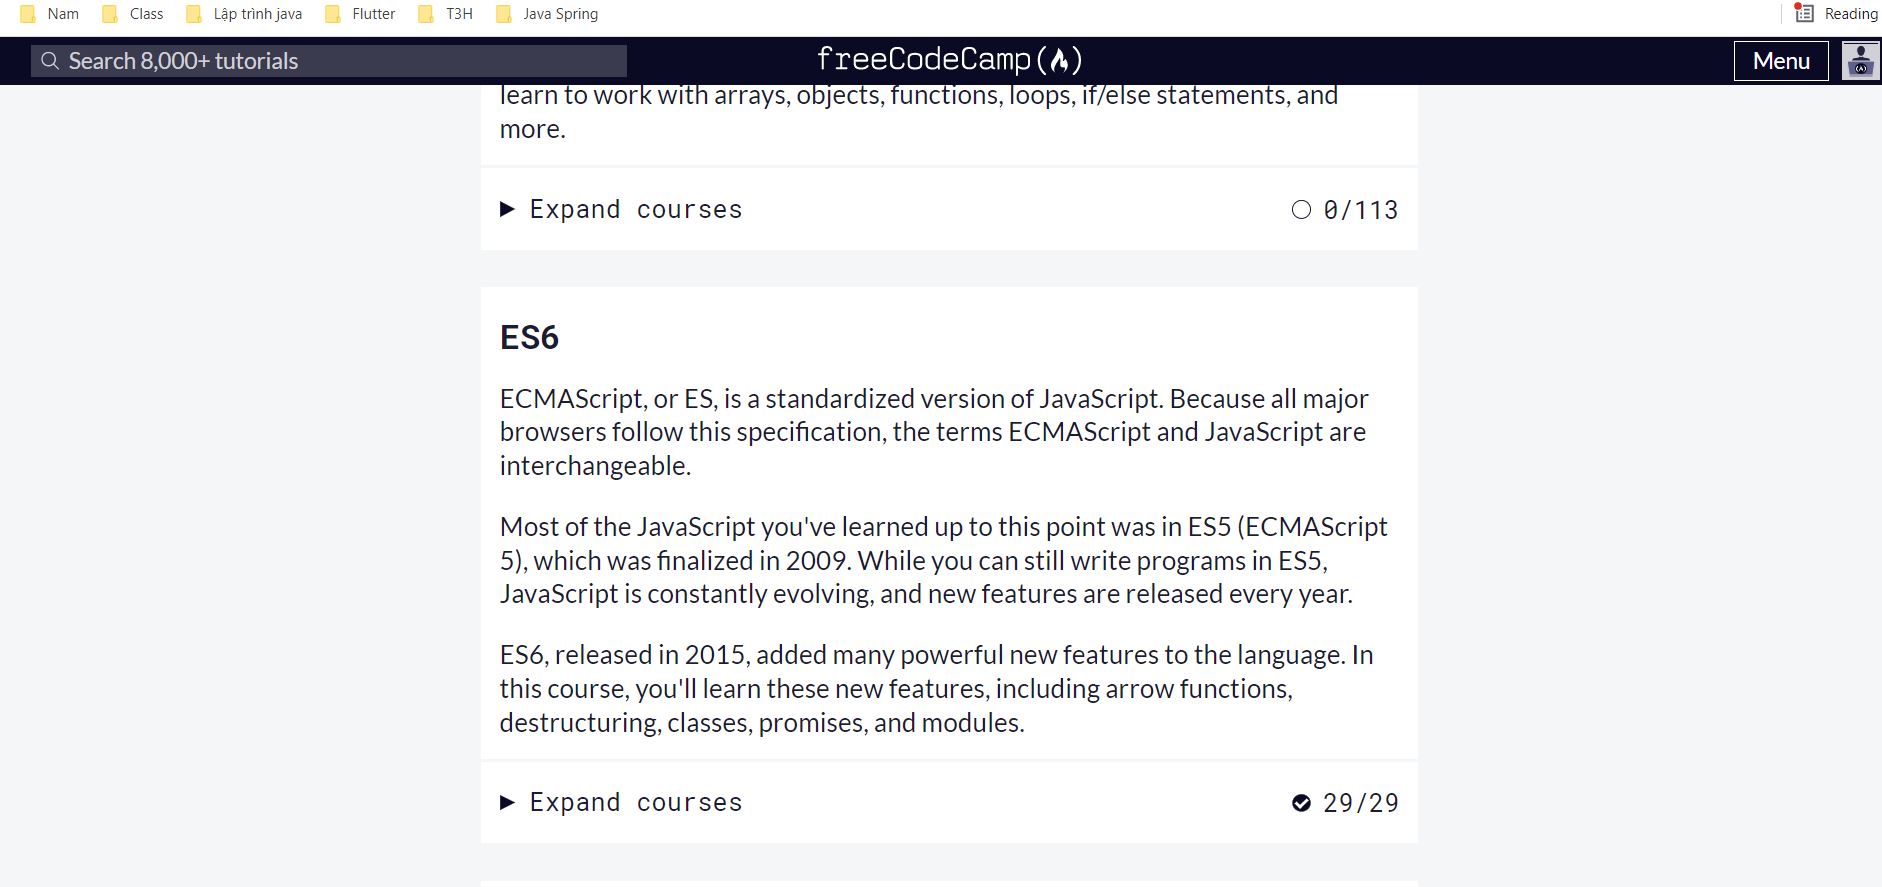 Nam Class Lập trình java Flutter T3H Java Spring Reading
Search 8,000+ tutorials freeCodeCamp(🔥) Menu
learn to work with arrays, objects, functions, loops, if/else statements, and
more.
▶ Expand courses 0/113
ES6
ECMAScript, or ES, is a standardized version of JavaScript. Because all major
browsers follow this specification, the terms ECMAScript and JavaScript are
interchangeable.
Most of the JavaScript you've learned up to this point was in ES5 (ECMAScript
5), which was finalized in 2009. While you can still write programs in ES5,
JavaScript is constantly evolving, and new features are released every year.
ES6, released in 2015, added many powerful new features to the language. In
this course, you'll learn these new features, including arrow functions,
destructuring, classes, promises, and modules.
▶ Expand courses 29/29